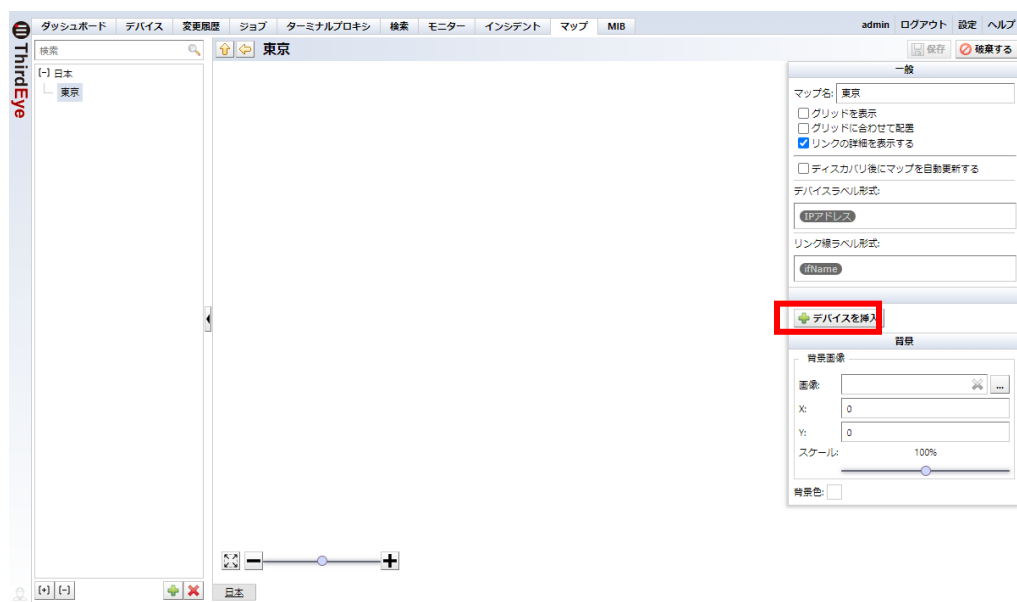 ThirdEye
ダッシュボード デバイス 変更履歴 ジョブ ターミナルプロキシ 検索 モニター インシデント マップ MIB admin ログアウト 設定 ヘルプ
検索 東京 保存 破棄する
[-] 日本
東京
一般
マップ名: 東京
グリッドを表示
グリッドに合わせて配置
リンクの詳細を表示する
ディスカバリ後にマップを自動更新する
デバイスラベル形式:
IPアドレス
リンク線ラベル形式:
ifName
デバイスを挿入
背景
背景画像
画像: ...
X: 0
Y: 0
スケール: 100%
背景色:
[+] [-] 日本